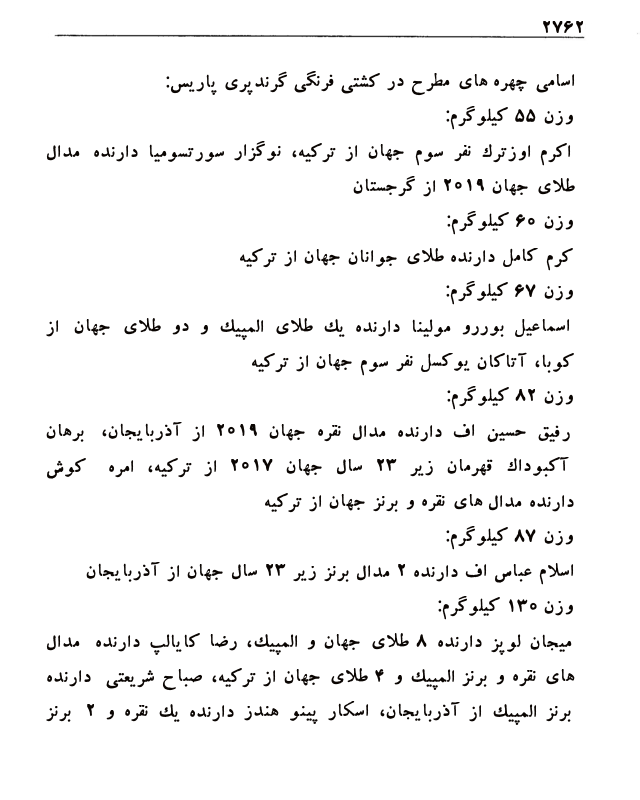 ۲۷۶۲
اسامی چهره های مطرح در کشتی فرنگی گرندپری پاریس:
وزن ۵۵ کیلوگرم:
اکرم اوزترك نفر سوم جهان از ترکیه، نوگزار سورتسومیا دارنده مدال
طلای جهان ۲۰۱۹ از گرجستان
وزن ۶۰ کیلوگرم:
کرم کامل دارنده طلای جوانان جهان از ترکیه
وزن ۶۷ کیلوگرم:
اسماعیل بوررو مولینا دارنده یك طلای المپیك و دو طلای جهان از
کوبا، آتاکان یوکسل نفر سوم جهان از ترکیه
وزن ۸۲ کیلوگرم:
رفیق حسین اف دارنده مدال نقره جهان ۲۰۱۹ از آذربایجان، برهان
آکبوداك قهرمان زیر ۲۳ سال جهان ۲۰۱۷ از ترکیه، امره کوش
دارنده مدال های نقره و برنز جهان از ترکیه
وزن ۸۷ کیلوگرم:
اسلام عباس اف دارنده ۲ مدال برنز زیر ۲۳ سال جهان از آذربایجان
وزن ۱۳۰ کیلوگرم:
میجان لوپز دارنده ۸ طلای جهان و المپیك، رضا کایالپ دارنده مدال
های نقره و برنز المپیك و ۴ طلای جهان از ترکیه، صباح شریعتی دارنده
برنز المپیك از آذربایجان، اسکار پینو هندز دارنده یك نقره و ۲ برنز